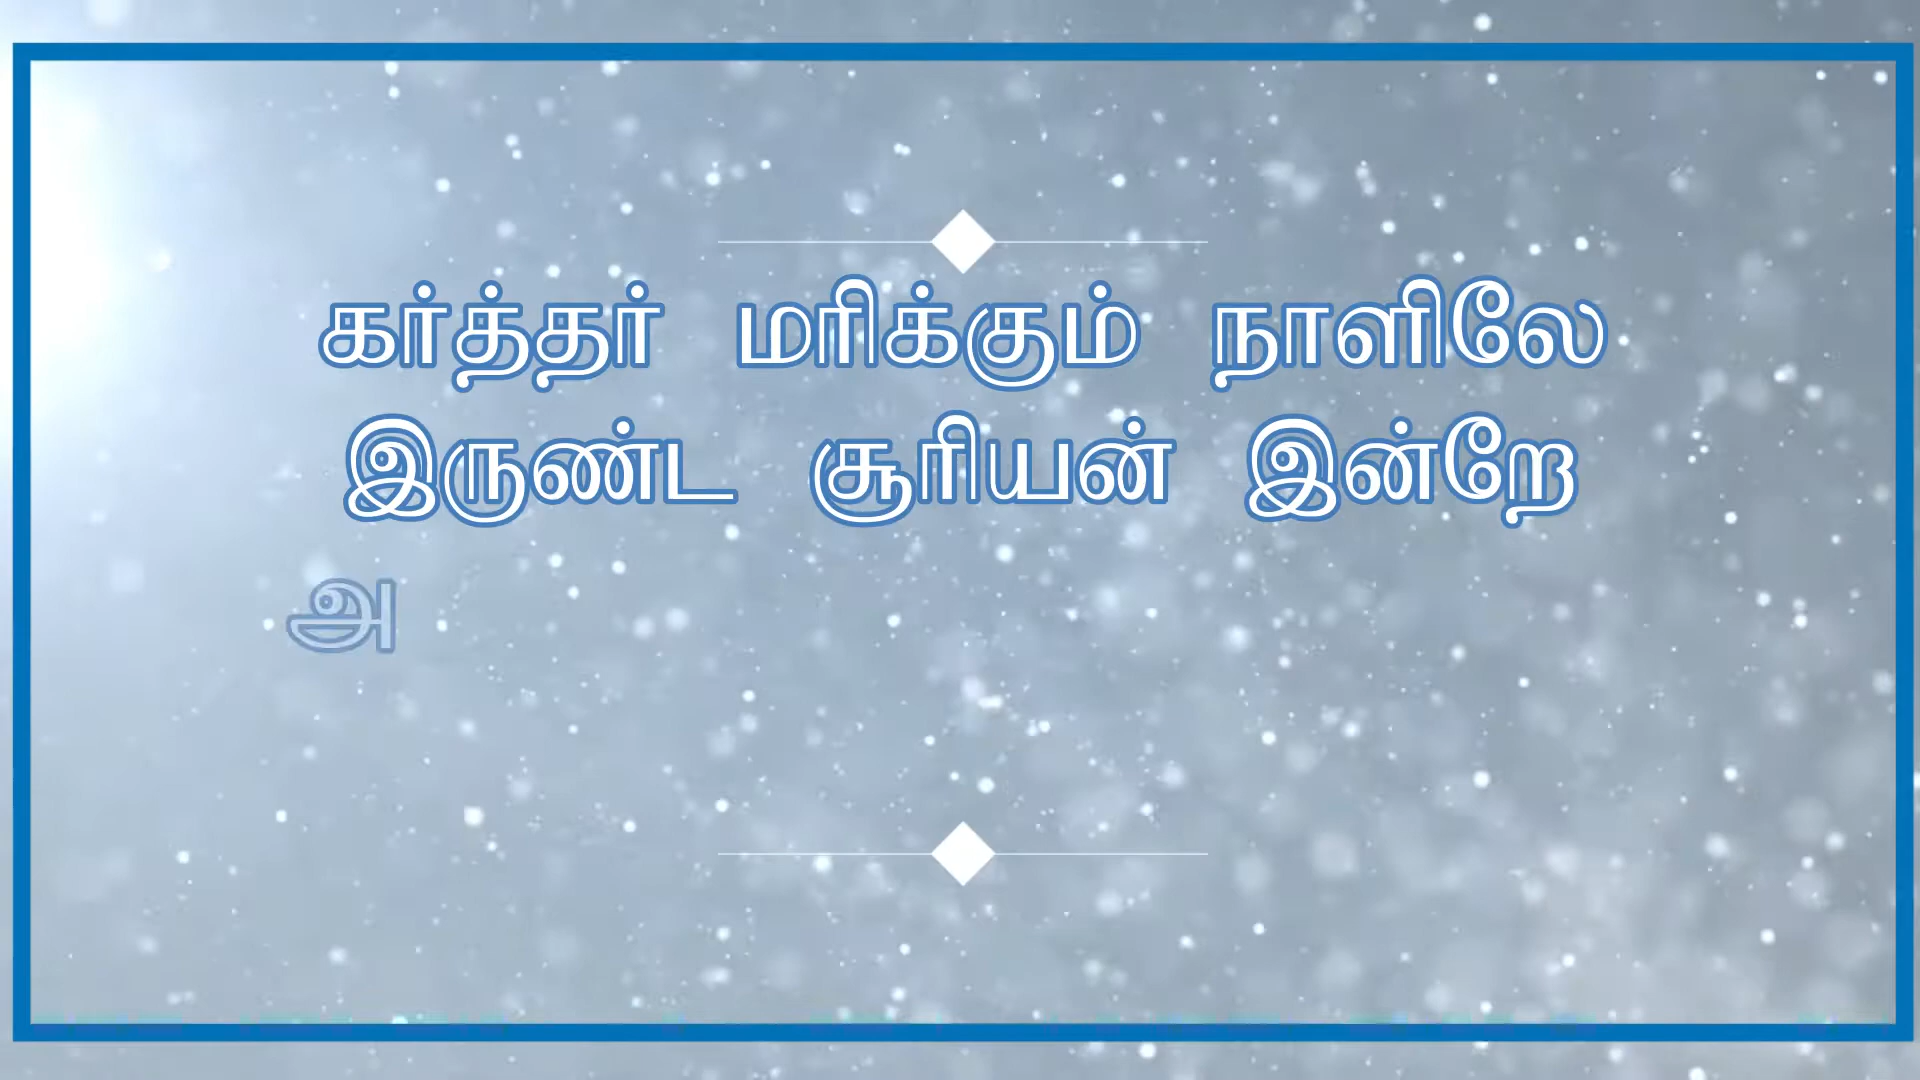 கர்த்தர் மரிக்கும் நாளிலே
இருண்ட சூரியன் இன்றே
அ